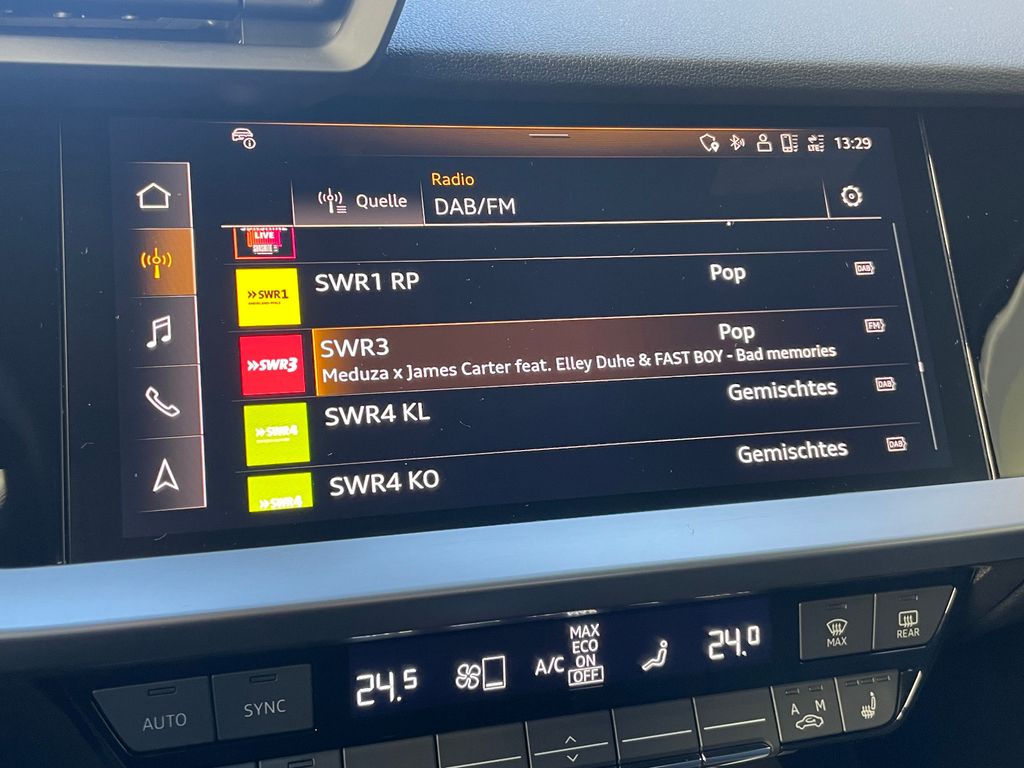 LTE 13:29
Radio
Quelle DAB/FM
LIVE
SWR1 RP Pop DAB
»SWR1
SWR3 Pop FM
»SWR3
Meduza x James Carter feat. Elley Duhe & FAST BOY - Bad memories
SWR4 KL Gemischtes DAB
»SWR4
SWR4 KO Gemischtes DAB
»SWR4
MAX
REAR
24.5 A/C MAX ECO ON OFF 24.0
AUTO SYNC
A M